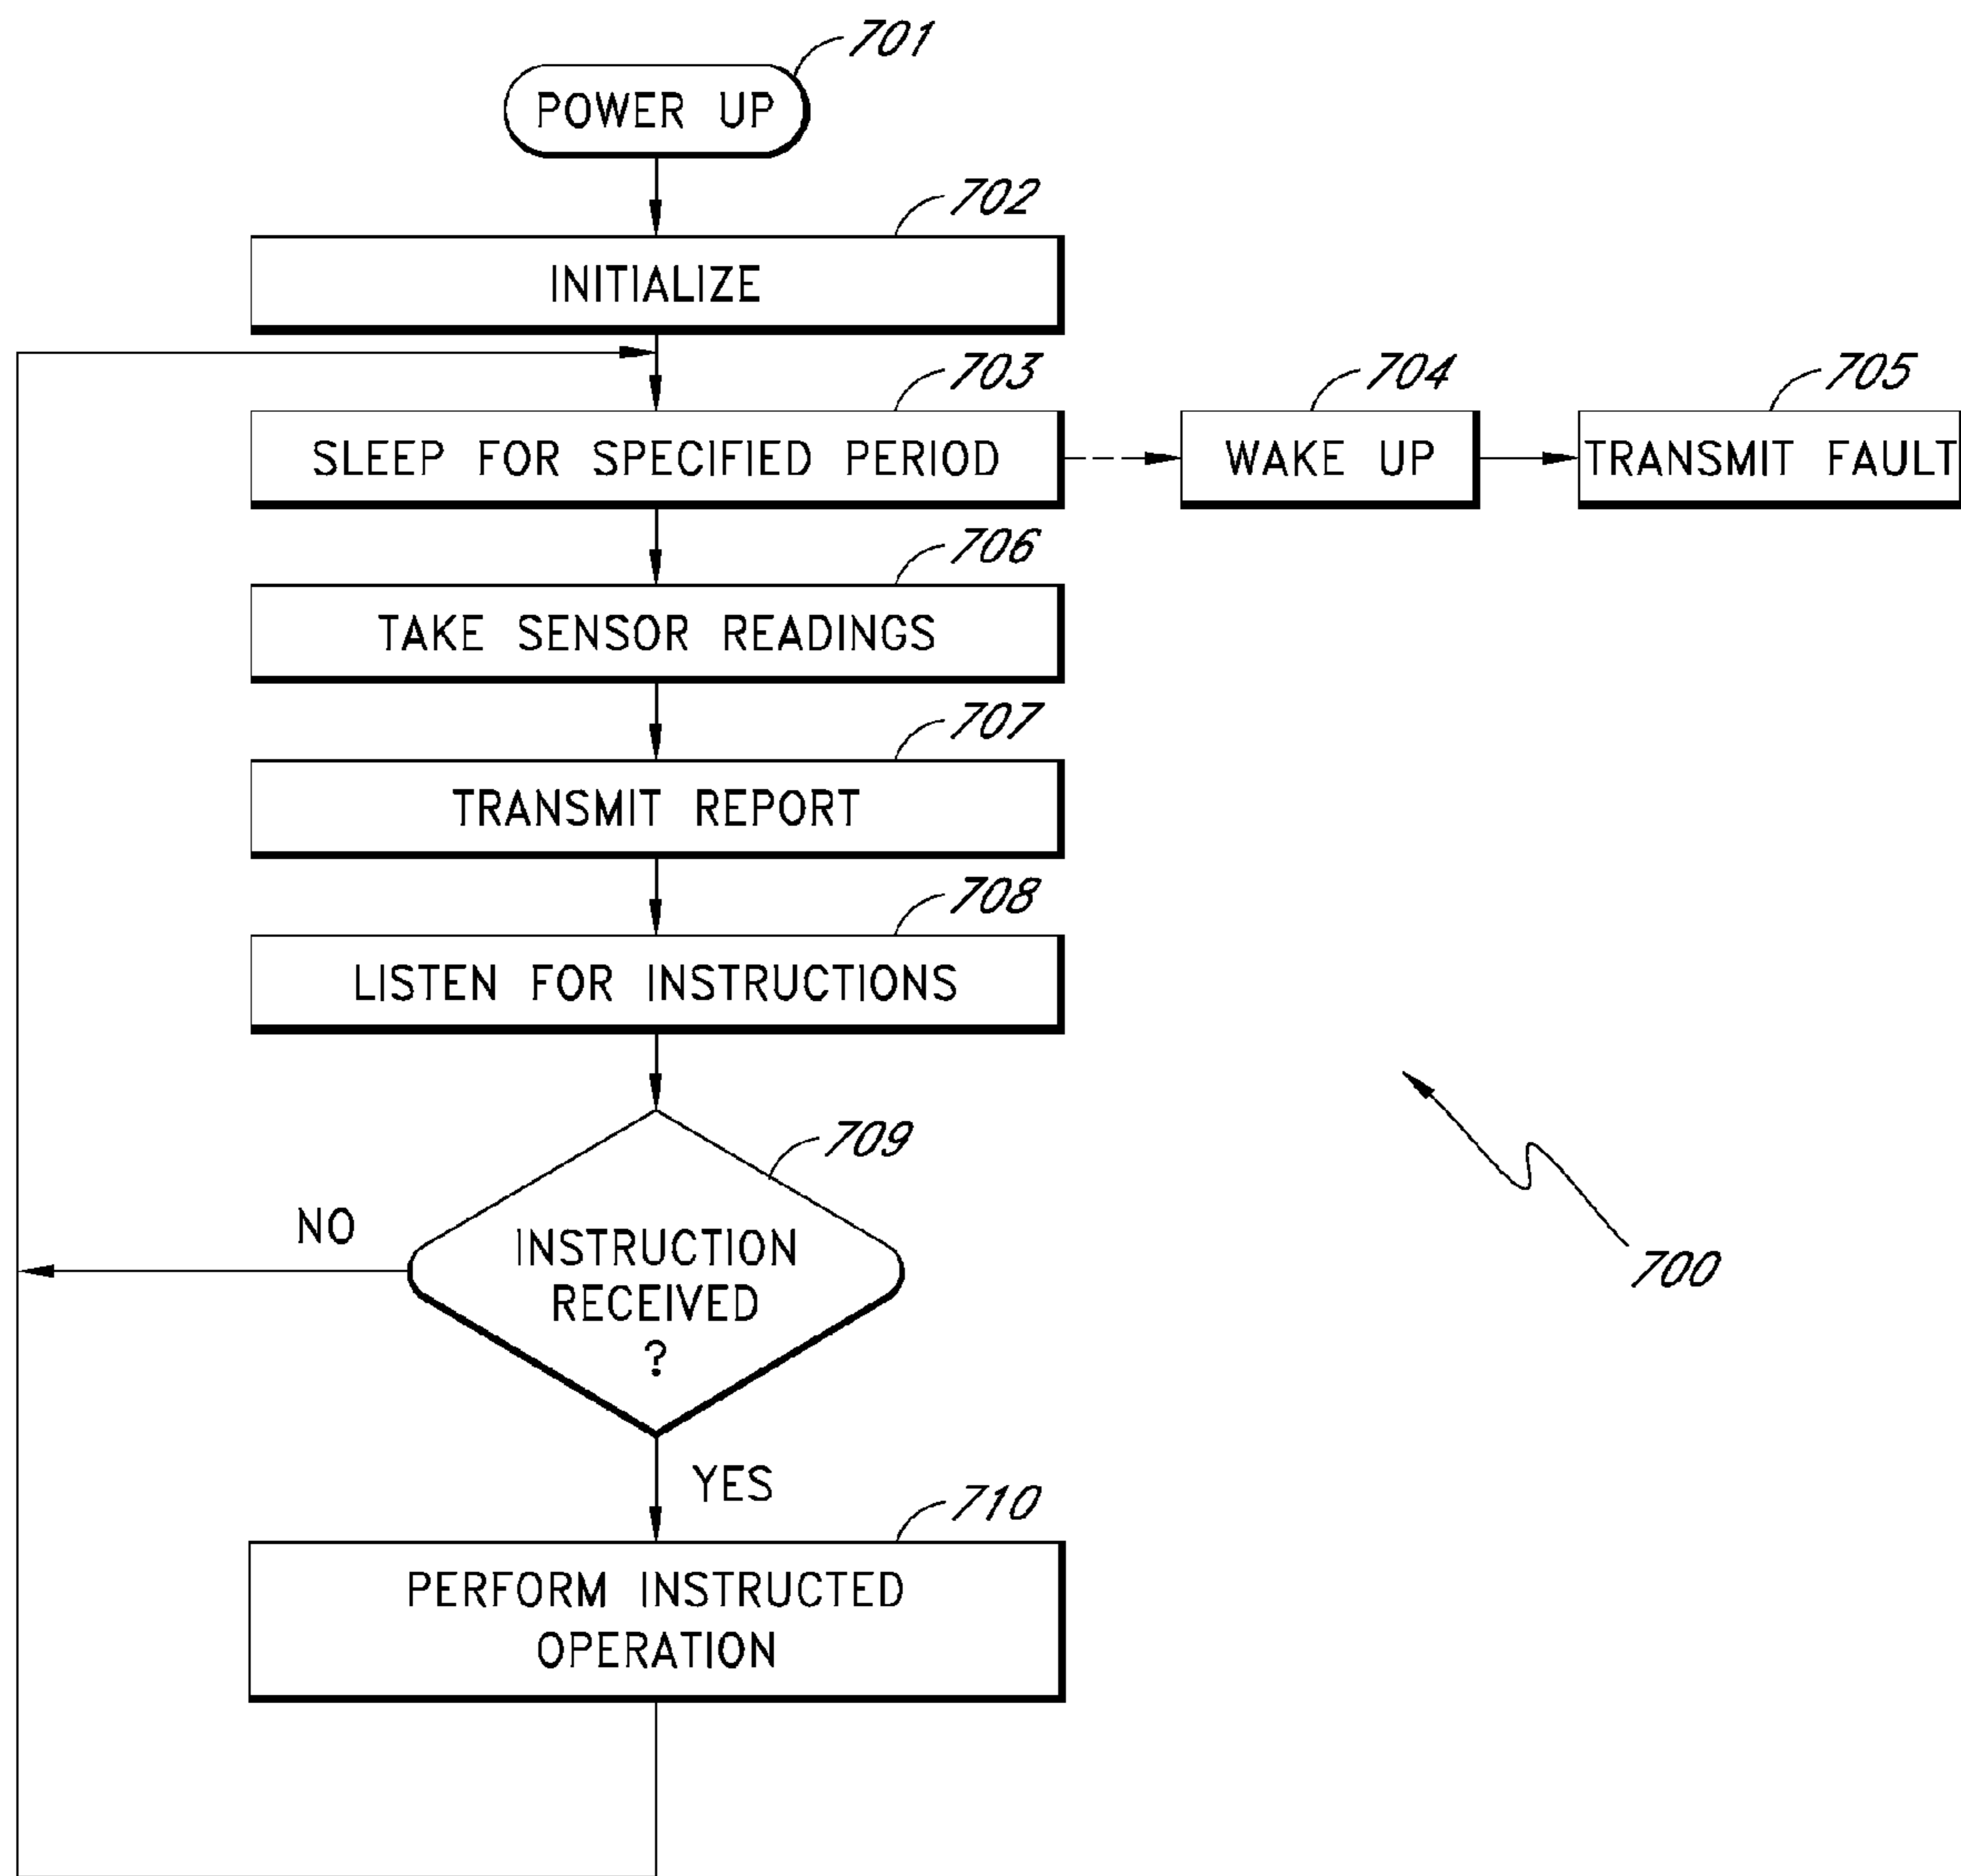 701
POWER UP
702
INITIALIZE
703
SLEEP FOR SPECIFIED PERIOD
704
WAKE UP
705
TRANSMIT FAULT
706
TAKE SENSOR READINGS
707
TRANSMIT REPORT
708
LISTEN FOR INSTRUCTIONS
709
INSTRUCTION
RECEIVED
?
NO
YES
700
710
PERFORM INSTRUCTED
OPERATION